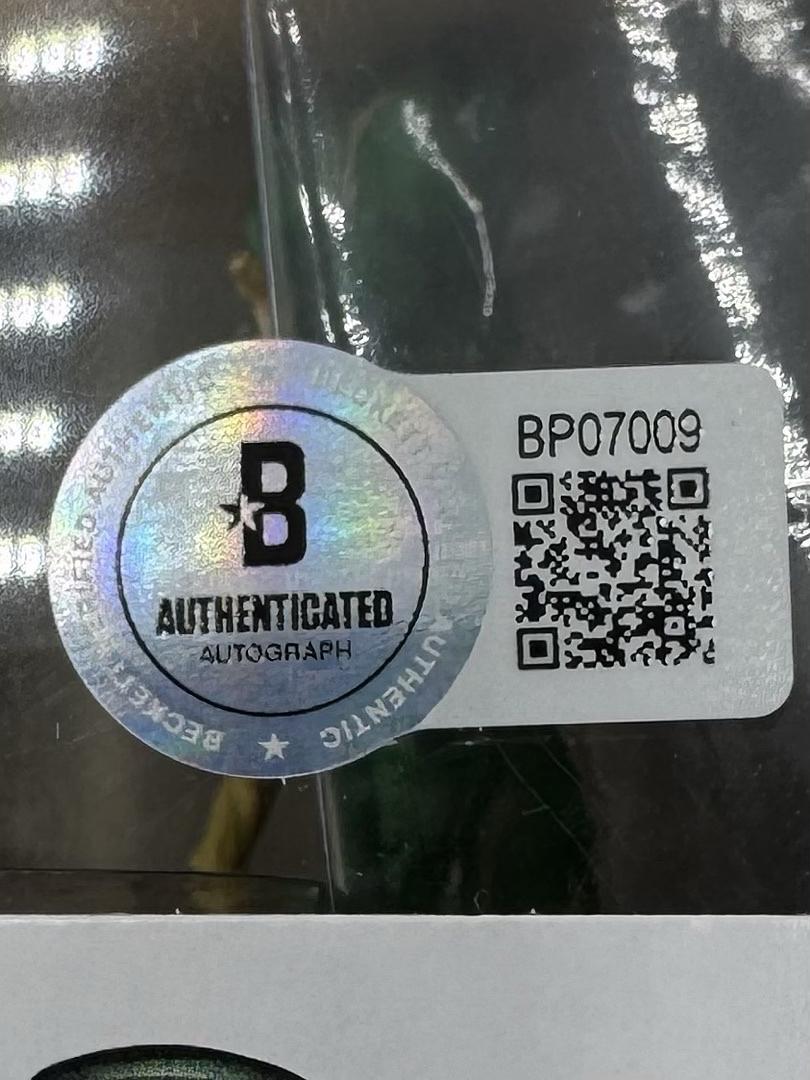 BP07009
B
AUTHENTICATED
AUTOGRAPH
BECKETT
AUTHENTIC